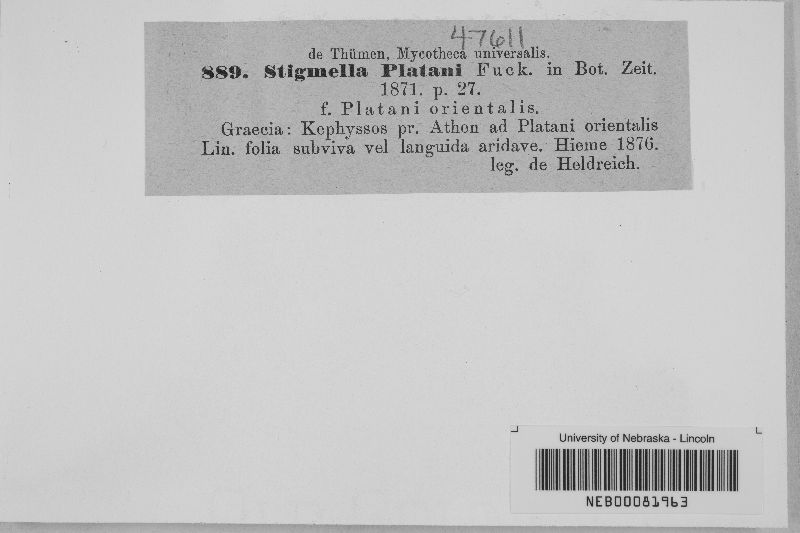 47611
de Thümen, Mycotheca universalis.
889. Stigmella Platani Fuck. in Bot. Zeit.
1871. p. 27.
f. Platani orientalis.
Graecia: Kephyssos pr. Athen ad Platani orientalis
Lin. folia subviva vel languida aridave. Hieme 1876.
leg. de Heldreich.
University of Nebraska - Lincoln
NEB00081963